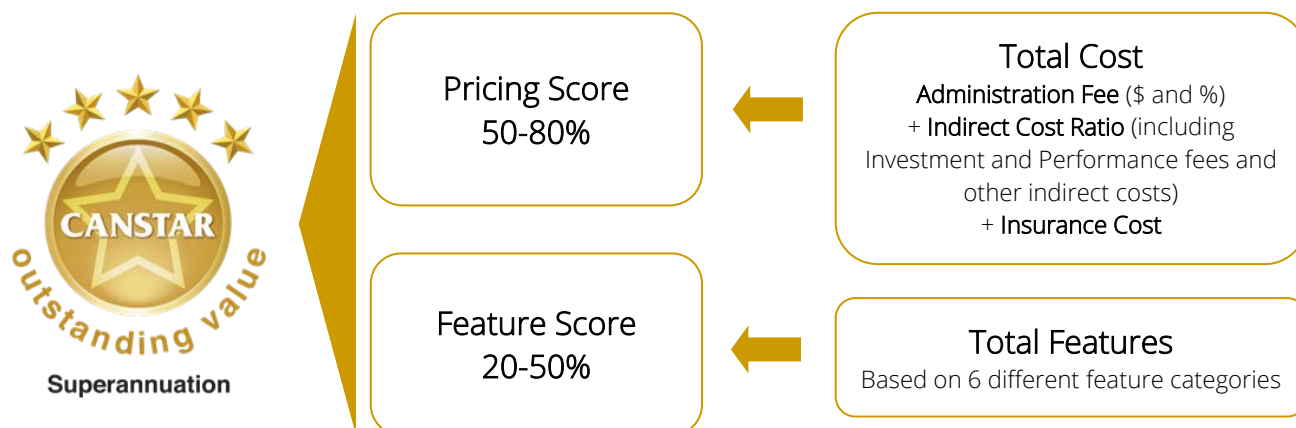 CANSTAR
outstanding value
Superannuation
Pricing Score
50-80%
Feature Score
20-50%
Total Cost
Administration Fee ($ and %)
+ Indirect Cost Ratio (including
Investment and Performance fees and
other indirect costs)
+ Insurance Cost
Total Features
Based on 6 different feature categories